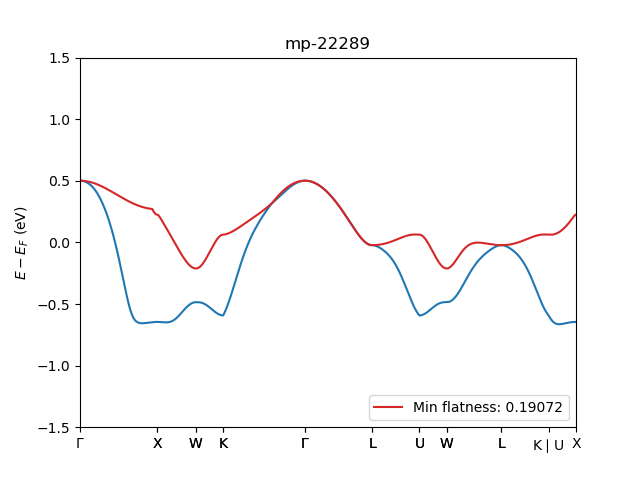 mp-22289
E − E_F (eV)
1.5
1.0
0.5
0.0
−0.5
−1.0
−1.5
Min flatness: 0.19072
Γ X W K Γ L U W L K | U X